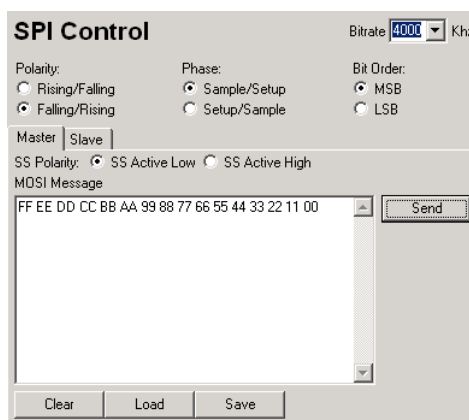 SPI Control
Bitrate 4000 Khz
Polarity: Phase: Bit Order:
Rising/Falling Sample/Setup MSB
Falling/Rising Setup/Sample LSB
Master Slave
SS Polarity: SS Active Low SS Active High
MOSI Message
FF EE DD CC BB AA 99 88 77 66 55 44 33 22 11 00
Send
Clear Load Save